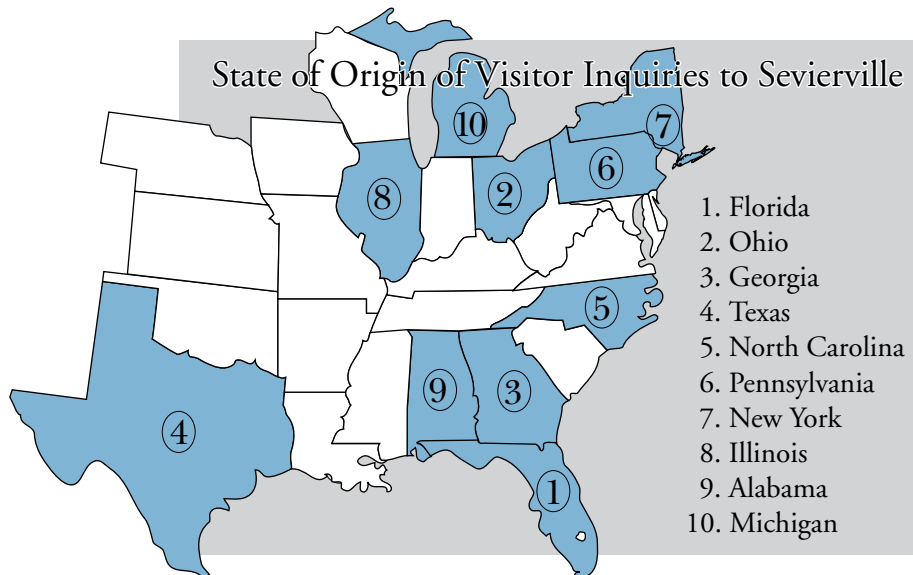 State of Origin of Visitor Inquiries to Sevierville
10
7
6
8
2
1. Florida
2. Ohio
3. Georgia
4. Texas
5. North Carolina
6. Pennsylvania
7. New York
8. Illinois
9. Alabama
10. Michigan
5
9
3
4
1